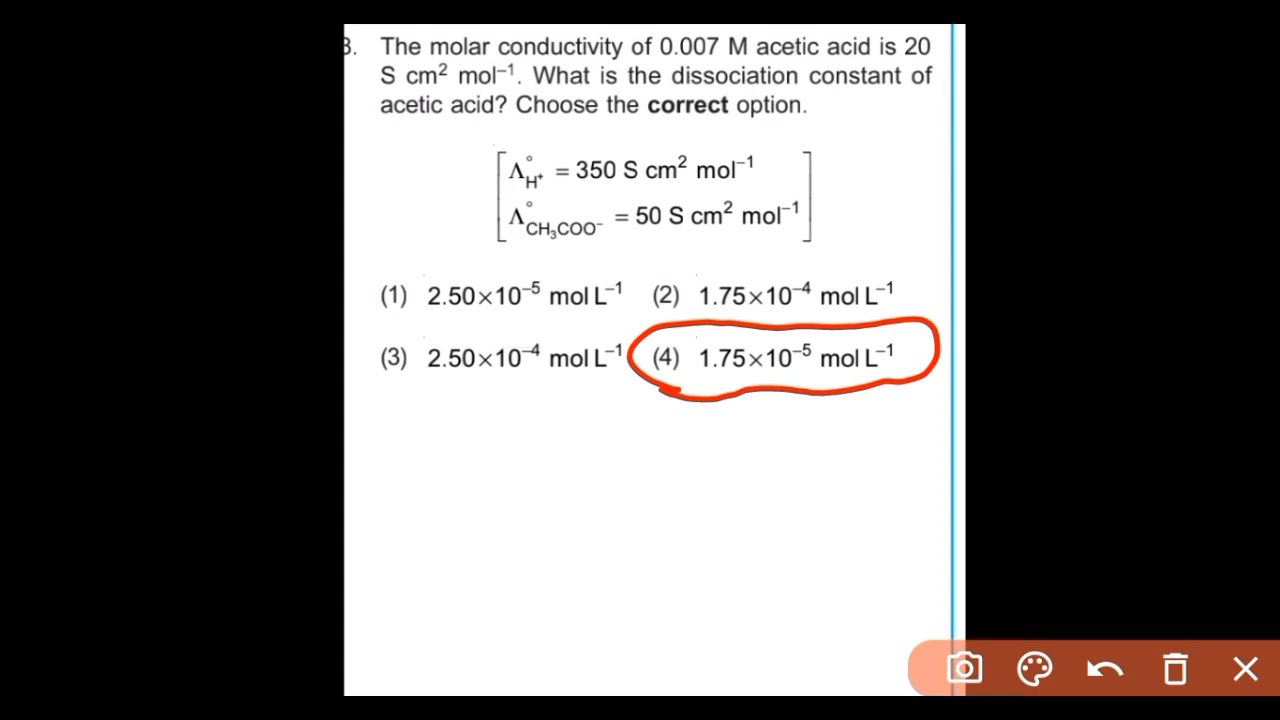 3. The molar conductivity of 0.007 M acetic acid is 20
S cm² mol⁻¹. What is the dissociation constant of
acetic acid? Choose the correct option.
Λ°H⁺ = 350 S cm² mol⁻¹
Λ°CH₃COO⁻ = 50 S cm² mol⁻¹
(1) 2.50×10⁻⁵ mol L⁻¹ (2) 1.75×10⁻⁴ mol L⁻¹
(3) 2.50×10⁻⁴ mol L⁻¹ (4) 1.75×10⁻⁵ mol L⁻¹